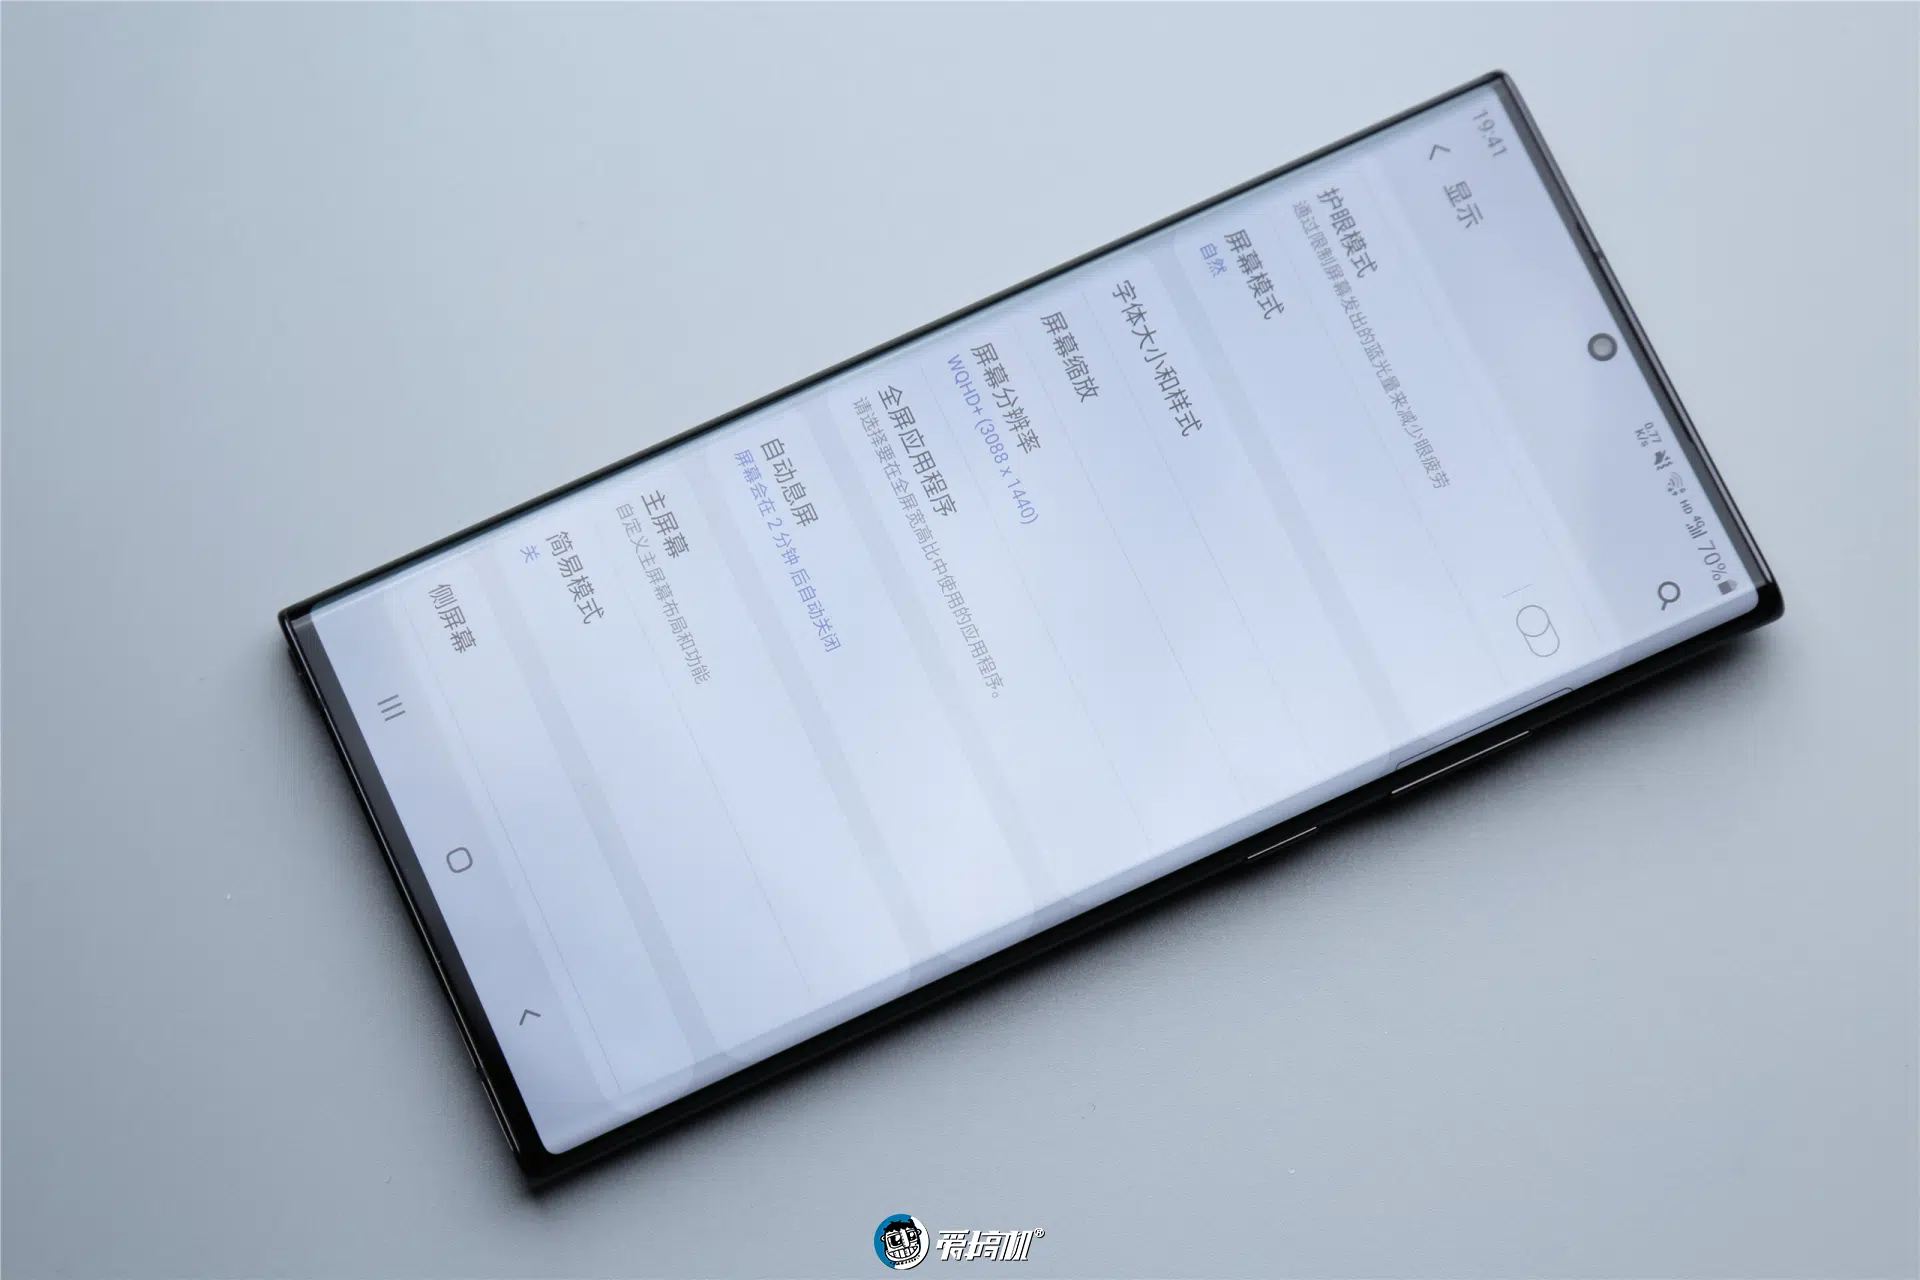 19:41
0.77
K/s
HD 4G
70%
显示
护眼模式
通过限制屏幕发出的蓝光量来减少眼疲劳
屏幕模式
自然
字体大小和样式
屏幕缩放
屏幕分辨率
WQHD+ (3088 x 1440)
全屏应用程序
请选择要在全屏宽高比中使用的应用程序。
自动息屏
屏幕会在 2 分钟 后自动关闭
主屏幕
自定义主屏幕布局和功能
简易模式
关
侧屏幕
爱搞机®